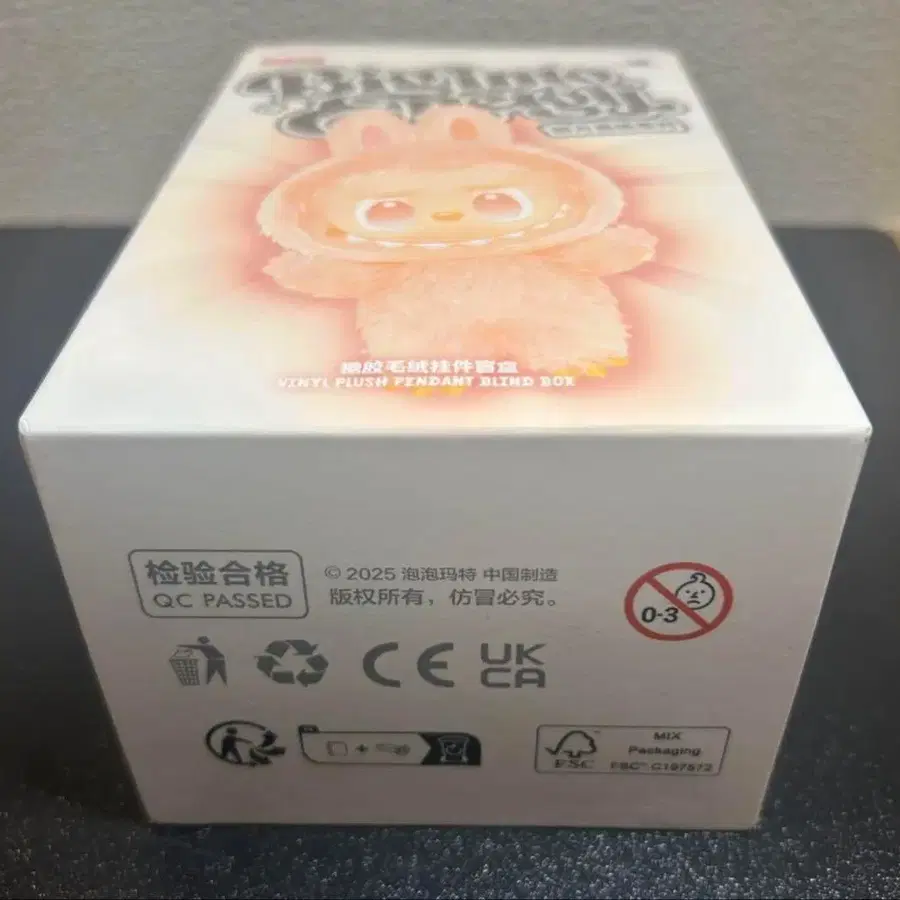 搪胶毛绒挂件盲盒
VINYL PLUSH PENDANT BLIND BOX
检验合格
QC PASSED
© 2025 泡泡玛特 中国制造
版权所有，仿冒必究。
0-3
CE
UK
CA
MIX
Packaging
FSC
FSC™ C197572